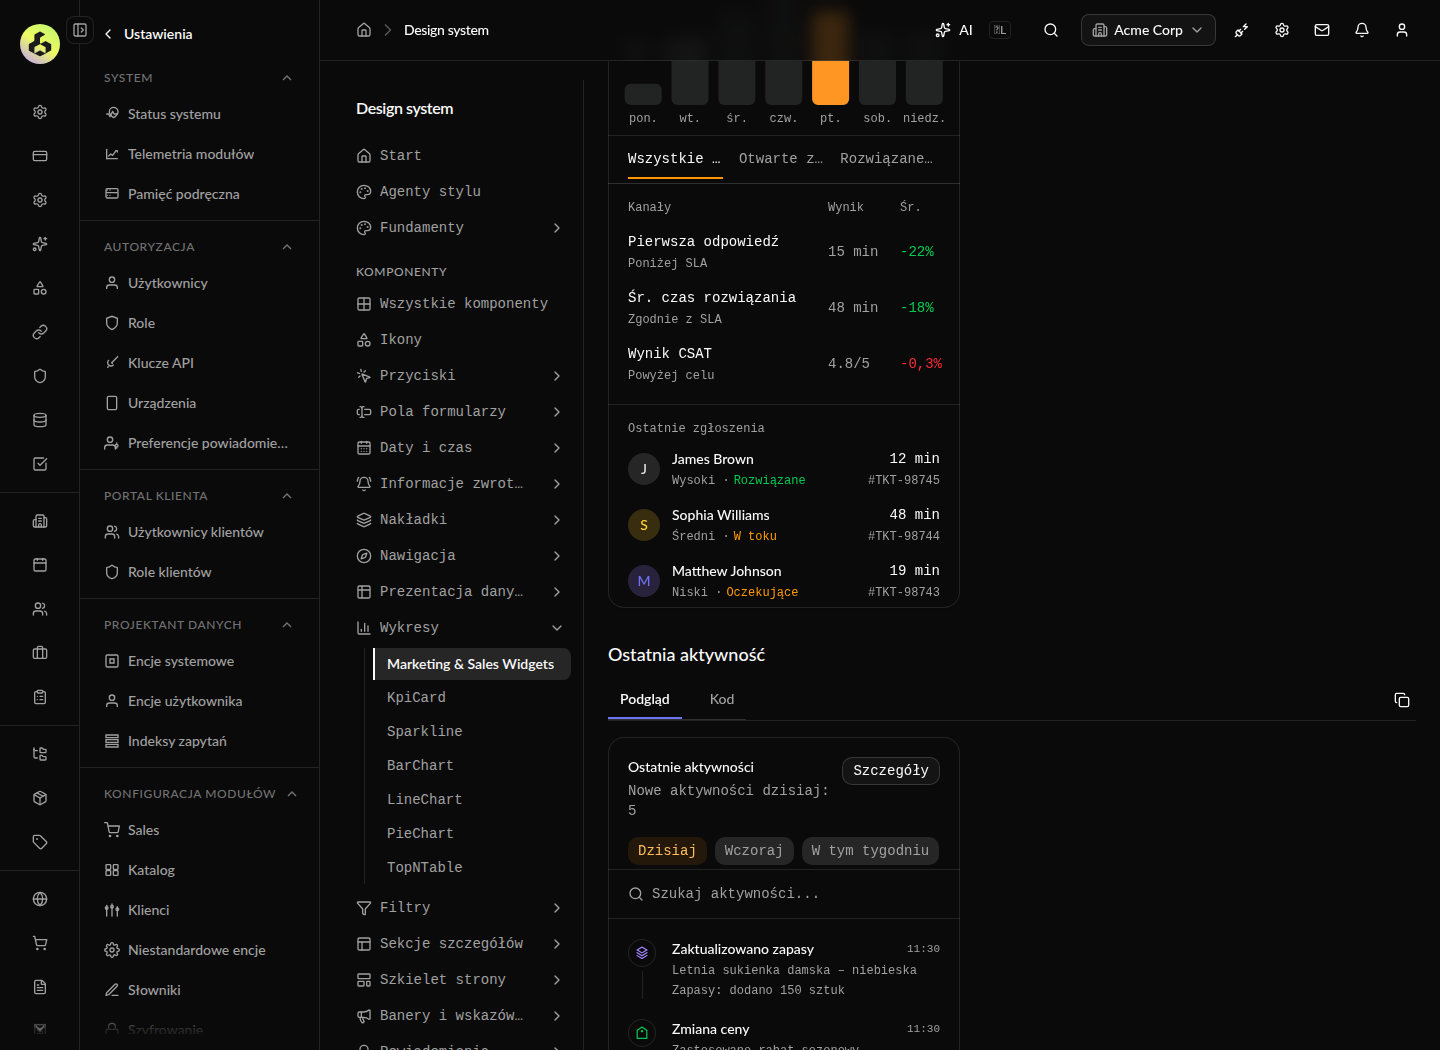 Ustawienia
SYSTEM
Status systemu
Telemetria modułów
Pamięć podręczna
AUTORYZACJA
Użytkownicy
Role
Klucze API
Urządzenia
Preferencje powiadomie...
PORTAL KLIENTA
Użytkownicy klientów
Role klientów
PROJEKTANT DANYCH
Encje systemowe
Encje użytkownika
Indeksy zapytań
KONFIGURACJA MODUŁÓW
Sales
Katalog
Klienci
Niestandardowe encje
Słowniki
Szyfrowanie
Design system
AI
L
Acme Corp
Design system
Start
Agenty stylu
Fundamenty
KOMPONENTY
Wszystkie komponenty
Ikony
Przyciski
Pola formularzy
Daty i czas
Informacje zwrot…
Nakładki
Nawigacja
Prezentacja dany…
Wykresy
Marketing & Sales Widgets
KpiCard
Sparkline
BarChart
LineChart
PieChart
TopNTable
Filtry
Sekcje szczegółów
Szkielet strony
Banery i wskazów…
Powiadomienia
pon. wt. śr. czw. pt. sob. niedz.
Wszystkie … Otwarte z… Rozwiązane…
Kanały Wynik Śr.
Pierwsza odpowiedź 15 min -22%
Poniżej SLA
Śr. czas rozwiązania 48 min -18%
Zgodnie z SLA
Wynik CSAT 4.8/5 -0,3%
Powyżej celu
Ostatnie zgłoszenia
J James Brown 12 min
Wysoki · Rozwiązane #TKT-98745
S Sophia Williams 48 min
Średni · W toku #TKT-98744
M Matthew Johnson 19 min
Niski · Oczekujące #TKT-98743
Ostatnia aktywność
Podgląd Kod
Ostatnie aktywności Szczegóły
Nowe aktywności dzisiaj:
5
Dzisiaj Wczoraj W tym tygodniu
Szukaj aktywności...
Zaktualizowano zapasy 11:30
Letnia sukienka damska – niebieska
Zapasy: dodano 150 sztuk
Zmiana ceny 11:30
Zastosowano rabat sezonowy